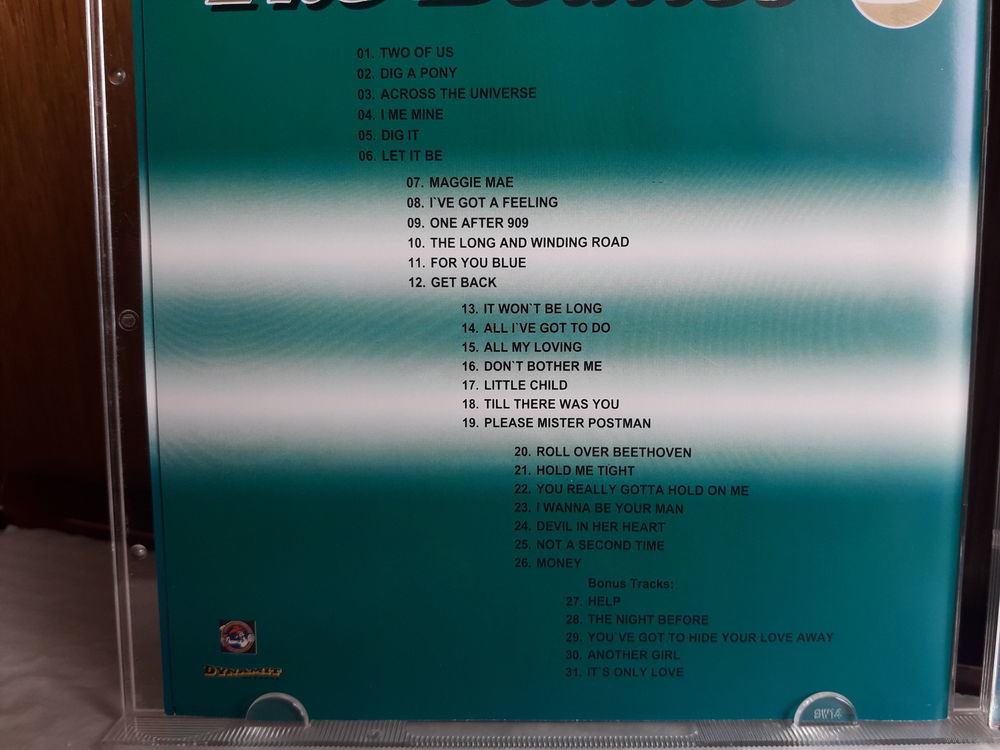 The Beatles
01. TWO OF US
02. DIG A PONY
03. ACROSS THE UNIVERSE
04. I ME MINE
05. DIG IT
06. LET IT BE
07. MAGGIE MAE
08. I`VE GOT A FEELING
09. ONE AFTER 909
10. THE LONG AND WINDING ROAD
11. FOR YOU BLUE
12. GET BACK
13. IT WON`T BE LONG
14. ALL I`VE GOT TO DO
15. ALL MY LOVING
16. DON`T BOTHER ME
17. LITTLE CHILD
18. TILL THERE WAS YOU
19. PLEASE MISTER POSTMAN
20. ROLL OVER BEETHOVEN
21. HOLD ME TIGHT
22. YOU REALLY GOTTA HOLD ON ME
23. I WANNA BE YOUR MAN
24. DEVIL IN HER HEART
25. NOT A SECOND TIME
26. MONEY
Bonus Tracks:
27. HELP
28. THE NIGHT BEFORE
29. YOU`VE GOT TO HIDE YOUR LOVE AWAY
30. ANOTHER GIRL
31. IT`S ONLY LOVE
DYNAMIT
BW14